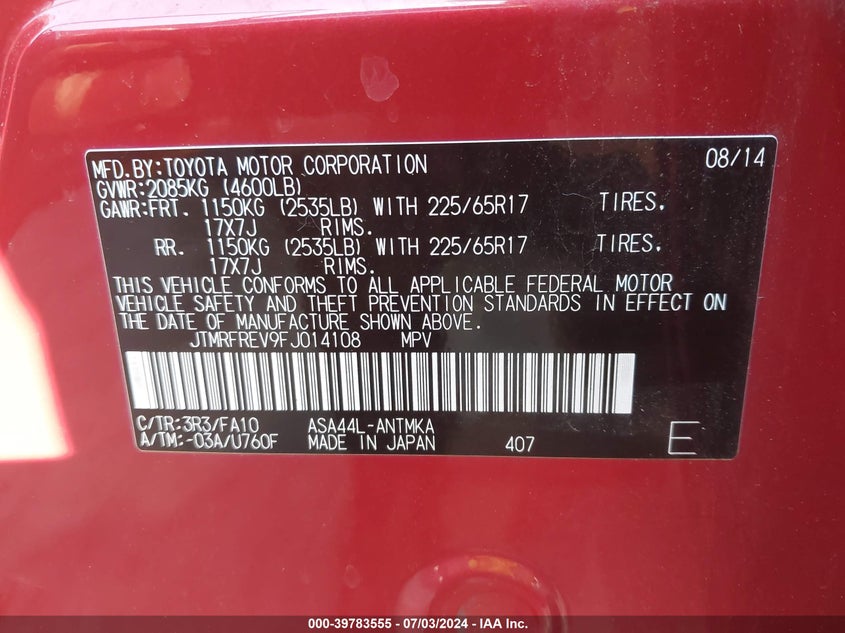 MFD.BY:TOYOTA MOTOR CORPORATION 08/14
GVWR:2085KG (4600LB)
GAWR:FRT. 1150KG (2535LB) WITH 225/65R17 TIRES.
17X7J RIMS.
RR. 1150KG (2535LB) WITH 225/65R17 TIRES.
17X7J RIMS.
THIS VEHICLE CONFORMS TO ALL APPLICABLE FEDERAL MOTOR
VEHICLE SAFETY AND THEFT PREVENTION STANDARDS IN EFFECT ON
THE DATE OF MANUFACTURE SHOWN ABOVE.
JTMRFREV9FJ014108 MPV
C/TR:3R3/FA10 ASA44L-ANTMKA
A/TM:-03A/U760F MADE IN JAPAN 407 E
000-39783555 / 07/03/2024 - IAA Inc.